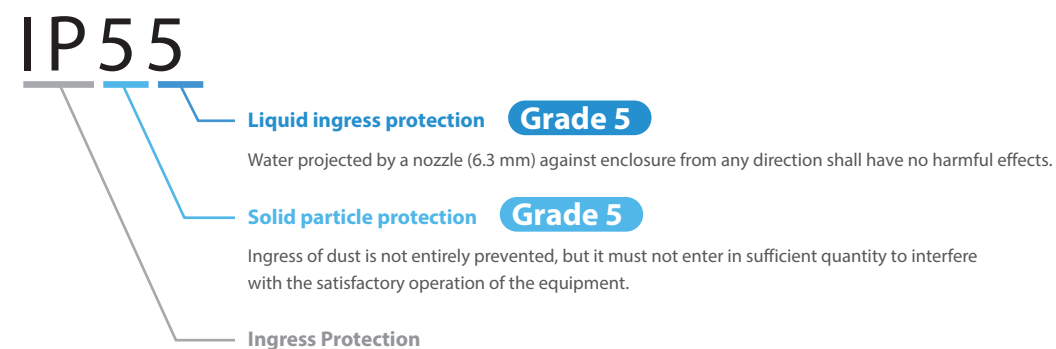 IP55
Liquid ingress protection Grade 5
Water projected by a nozzle (6.3 mm) against enclosure from any direction shall have no harmful effects.
Solid particle protection Grade 5
Ingress of dust is not entirely prevented, but it must not enter in sufficient quantity to interfere
with the satisfactory operation of the equipment.
Ingress Protection